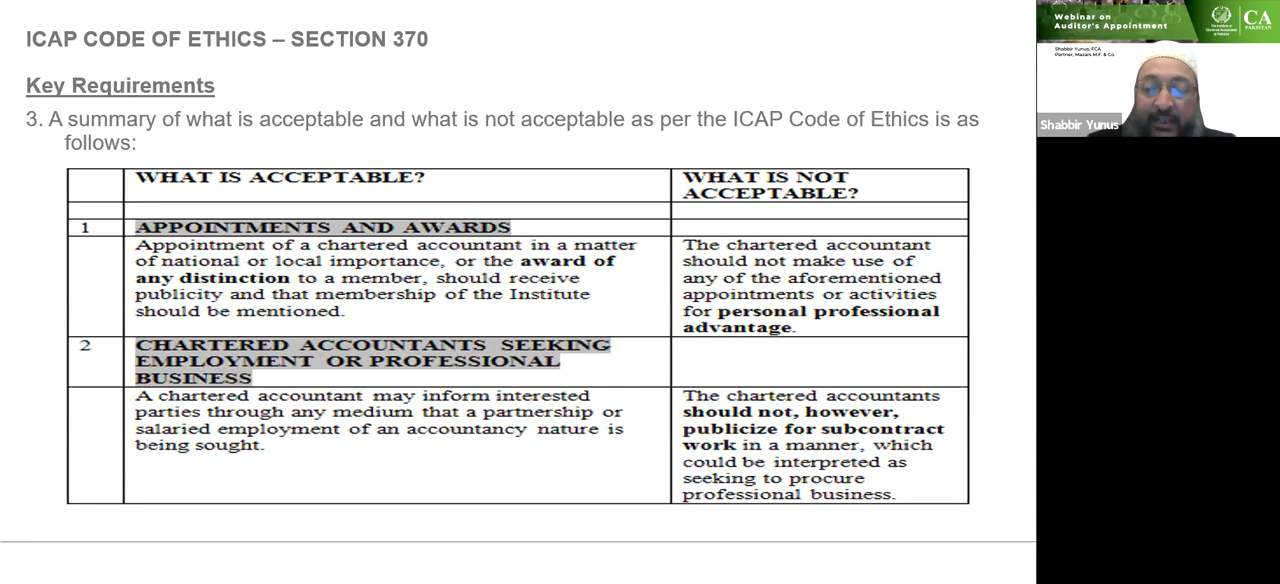 ICAP CODE OF ETHICS – SECTION 370
Key Requirements
3. A summary of what is acceptable and what is not acceptable as per the ICAP Code of Ethics is as
follows:
WHAT IS ACCEPTABLE?
WHAT IS NOT
ACCEPTABLE?
1
APPOINTMENTS AND AWARDS
Appointment of a chartered accountant in a matter
of national or local importance, or the award of
any distinction to a member, should receive
publicity and that membership of the Institute
should be mentioned.
The chartered accountant
should not make use of
any of the aforementioned
appointments or activities
for personal professional
advantage.
2
CHARTERED ACCOUNTANTS SEEKING
EMPLOYMENT OR PROFESSIONAL
BUSINESS
A chartered accountant may inform interested
parties through any medium that a partnership or
salaried employment of an accountancy nature is
being sought.
The chartered accountants
should not, however,
publicize for subcontract
work in a manner, which
could be interpreted as
seeking to procure
professional business.
Webinar on
Auditor's Appointment
CA
PAKISTAN
Shabbir Yunus, FCA
Partner, Mazars M.F. & Co.
Shabbir Yunus